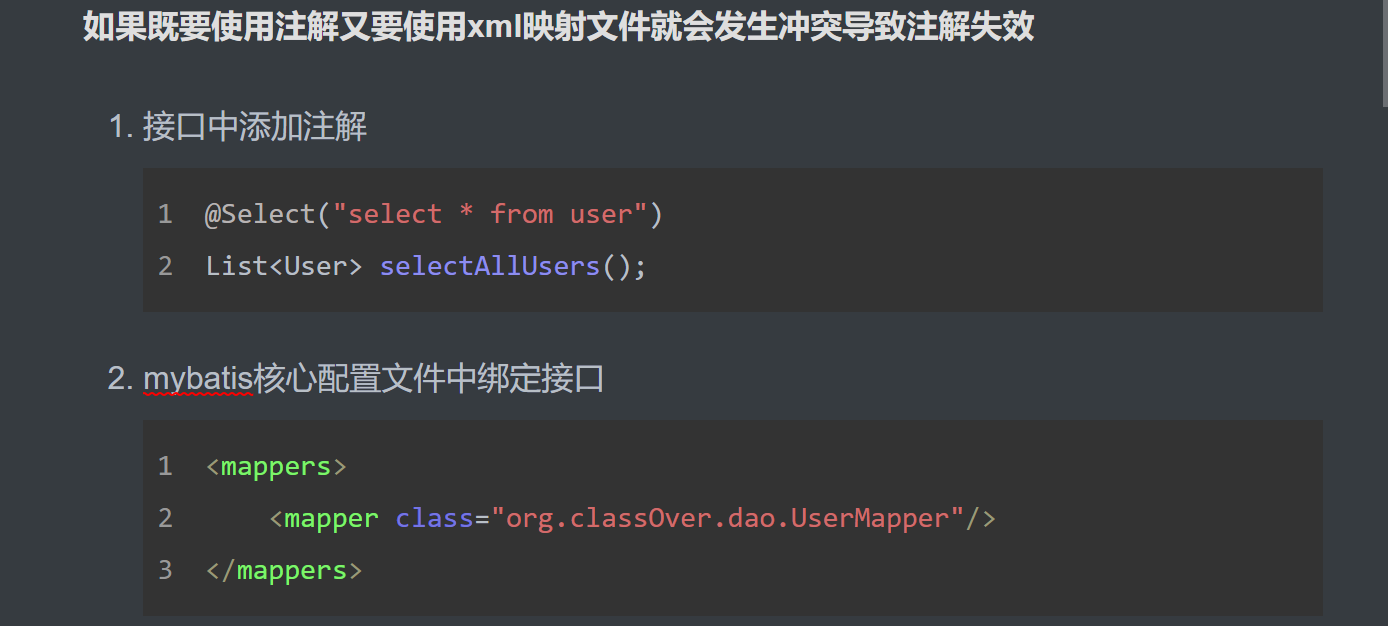 如果既要使用注解又要使用xml映射文件就会发生冲突导致注解失效
1. 接口中添加注解
1 @Select("select * from user")
2 List<User> selectAllUsers();
2. mybatis核心配置文件中绑定接口
1 <mappers>
2     <mapper class="org.classOver.dao.UserMapper"/>
3 </mappers>